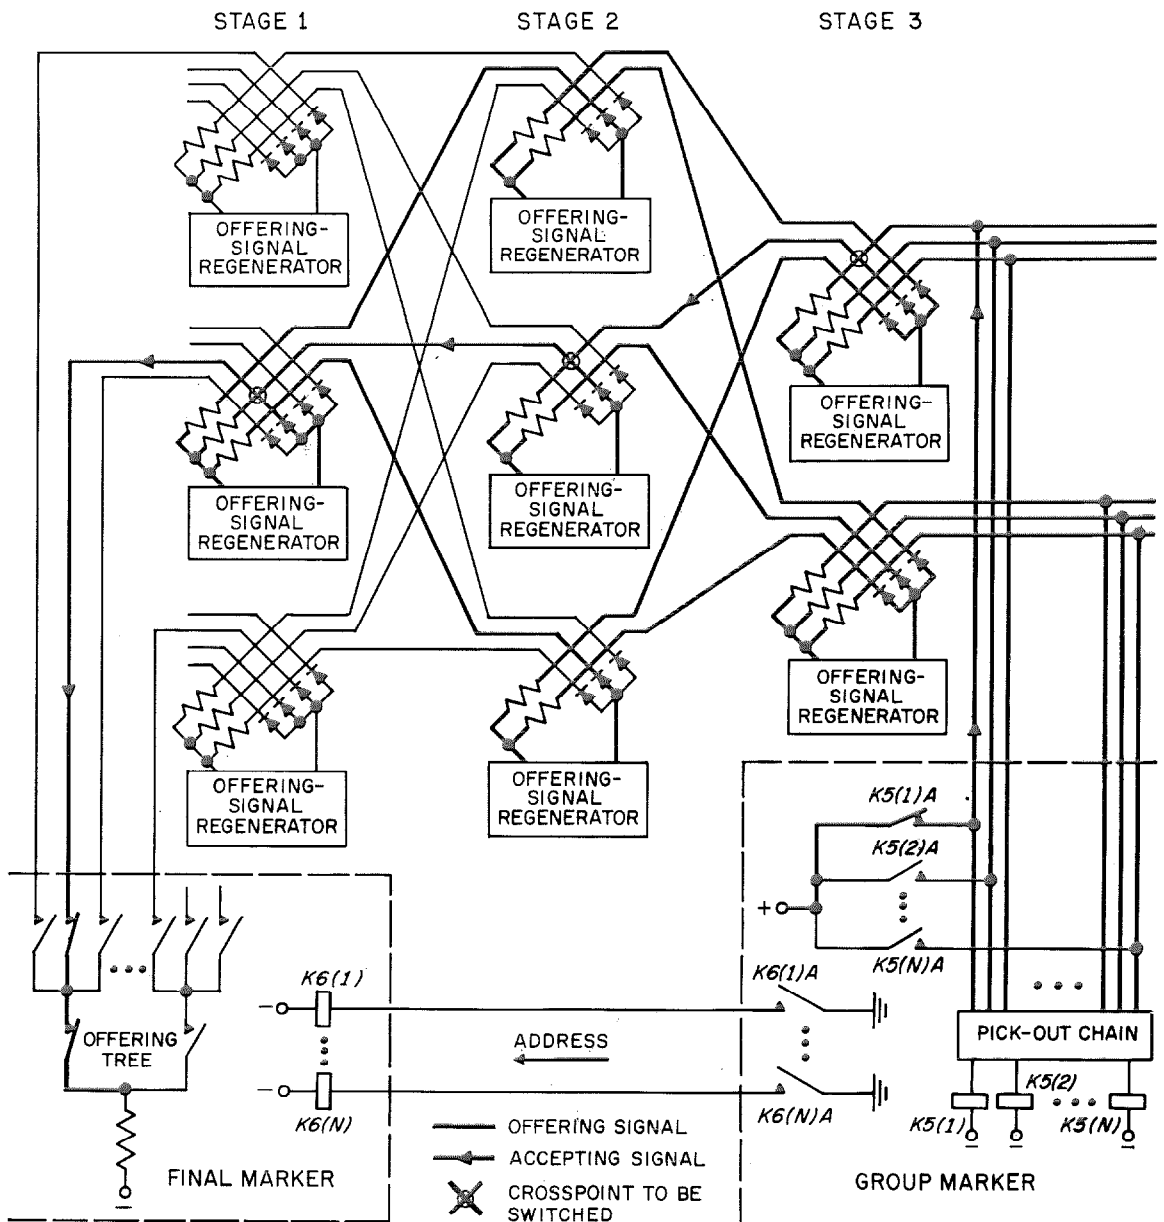 STAGE 1
STAGE 2
STAGE 3
OFFERING-
SIGNAL
REGENERATOR
OFFERING-
SIGNAL
REGENERATOR
OFFERING-
SIGNAL
REGENERATOR
OFFERING-
SIGNAL
REGENERATOR
OFFERING-
SIGNAL
REGENERATOR
OFFERING-
SIGNAL
REGENERATOR
OFFERING-
SIGNAL
REGENERATOR
OFFERING-
SIGNAL
REGENERATOR
K5(1)A
K5(2)A
+
K5(N)A
K6(1)
K6(1)A
OFFERING
TREE
ADDRESS
PICK-OUT CHAIN
K6(N)
K6(N)A
K5(1)
K5(2)
K5(N)
OFFERING SIGNAL
ACCEPTING SIGNAL
CROSSPOINT TO BE
SWITCHED
FINAL MARKER
GROUP MARKER